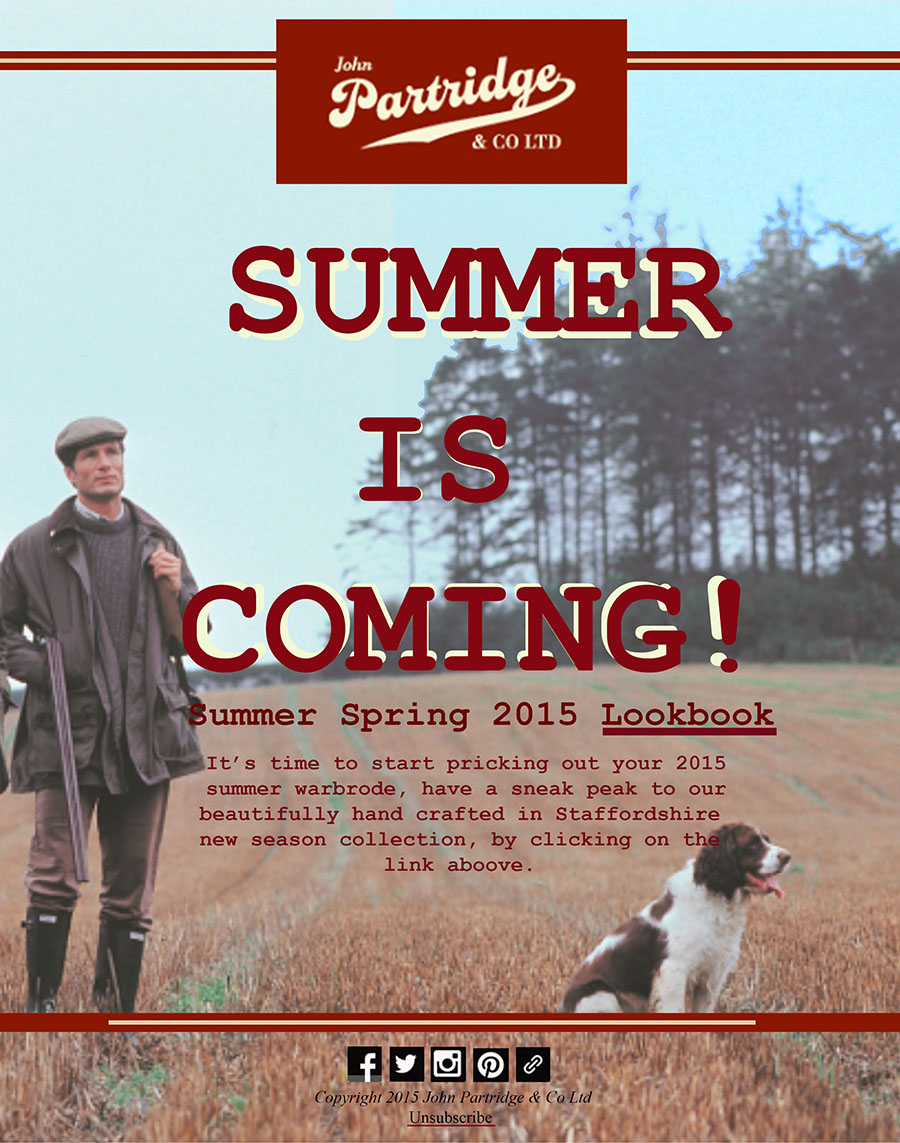 John
Partridge
& CO LTD
SUMMER
IS
COMING!
Summer Spring 2015 Lookbook
It’s time to start pricking out your 2015
summer warbrode, have a sneak peak to our
beautifully hand crafted in Staffordshire
new season collection, by clicking on the
link aboove.
Copyright 2015 John Partridge & Co Ltd
Unsubscribe